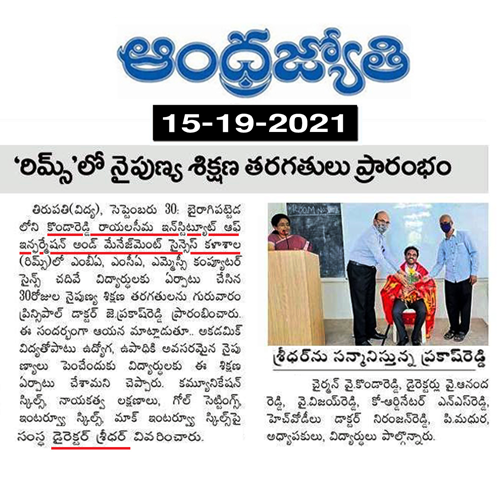 ఆంధ్రజ్యోతి
15-19-2021
'రిమ్స్'లో నైపుణ్య శిక్షణ తరగతులు ప్రారంభం
తిరుపతి(విద్య), సెప్టెంబరు 30: బైరాగిపట్టెడ
లోని కొండారెడ్డి రాయలసీమ ఇన్‌స్టిట్యూట్ ఆఫ్
ఇన్ఫర్మేషన్ అండ్ మేనేజ్‌మెంట్ సైన్సెస్ కళాశాల
(రిమ్స్)లో ఎంబీఏ, ఎంసీఏ, ఎమ్మెస్సీ కంప్యూటర్
సైన్స్ చదివే విద్యార్థులకు ఏర్పాటు చేసిన
30రోజుల నైపుణ్య శిక్షణ తరగతులను గురువారం
ప్రిన్సిపాల్ డాక్టర్ జె.ప్రకాష్‌రెడ్డి ప్రారంభించారు.
ఈ సందర్భంగా ఆయన మాట్లాడుతూ.. అకడమిక్
విద్యతోపాటు ఉద్యోగ, ఉపాధికి అవసరమైన నైపు
ణ్యాలు పెంచేందుకు విద్యార్థులకు ఈ శిక్షణ
ఏర్పాటు చేశామని చెప్పారు. కమ్యూనికేషన్
స్కిల్స్, నాయకత్వ లక్షణాలు, గోల్ సెట్టింగ్స్,
ఇంటర్వ్యూ స్కిల్స్, మాక్ ఇంటర్వ్యూ స్కిల్స్‌పై
సంస్థ డైరెక్టర్ శ్రీధర్ వివరించారు.
శ్రీధర్‌ను సన్మానిస్తున్న ప్రకాష్‌రెడ్డి
చైర్మన్ వై.కొండారెడ్డి, డైరెక్టర్లు వై.ఆనంద
రెడ్డి, వై.విజయ్‌రెడ్డి, కో-ఆర్డినేటర్ ఎన్ఎస్‌రెడ్డి,
హెచ్‌వోడీలు డాక్టర్ నిరంజన్‌రెడ్డి, పి.మధుర,
అధ్యాపకులు, విద్యార్థులు పాల్గొన్నారు.